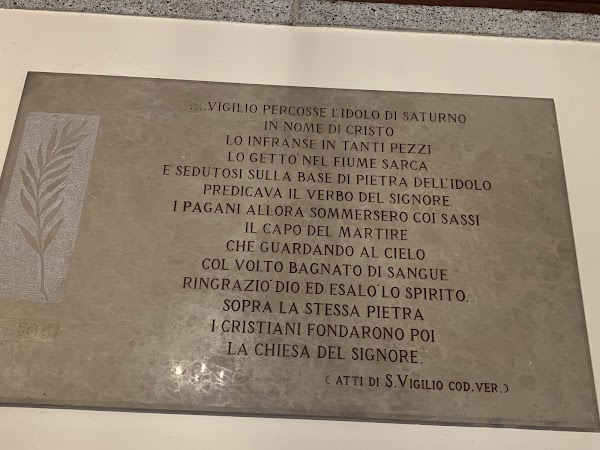 ....VIGILIO PERCOSSE L'IDOLO DI SATURNO
IN NOME DI CRISTO
LO INFRANSE IN TANTI PEZZI
LO GETTO' NEL FIUME SARCA
E SEDUTOSI SULLA BASE DI PIETRA DELL'IDOLO
PREDICAVA IL VERBO DEL SIGNORE.
I PAGANI ALLORA SOMMERSERO COI SASSI
IL CAPO DEL MARTIRE
CHE GUARDANDO AL CIELO
COL VOLTO BAGNATO DI SANGUE
RINGRAZIO' DIO ED ESALO' LO SPIRITO.
SOPRA LA STESSA PIETRA
I CRISTIANI FONDARONO POI
LA CHIESA DEL SIGNORE.
( ATTI DI S.VIGILIO COD.VER.)